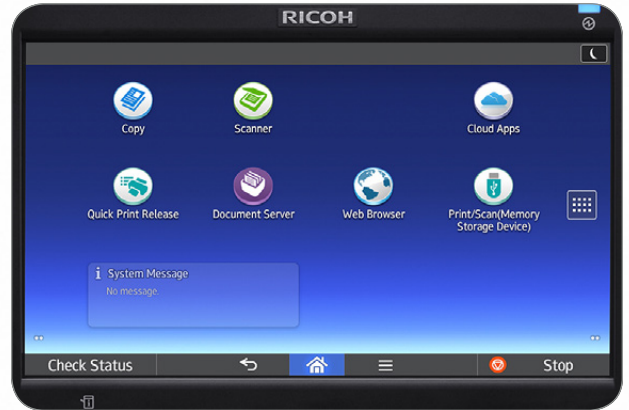 RICOH
Copy
Scanner
Cloud Apps
Quick Print Release
Document Server
Web Browser
Print/Scan(Memory
Storage Device)
i System Message
No message.
Check Status
Stop